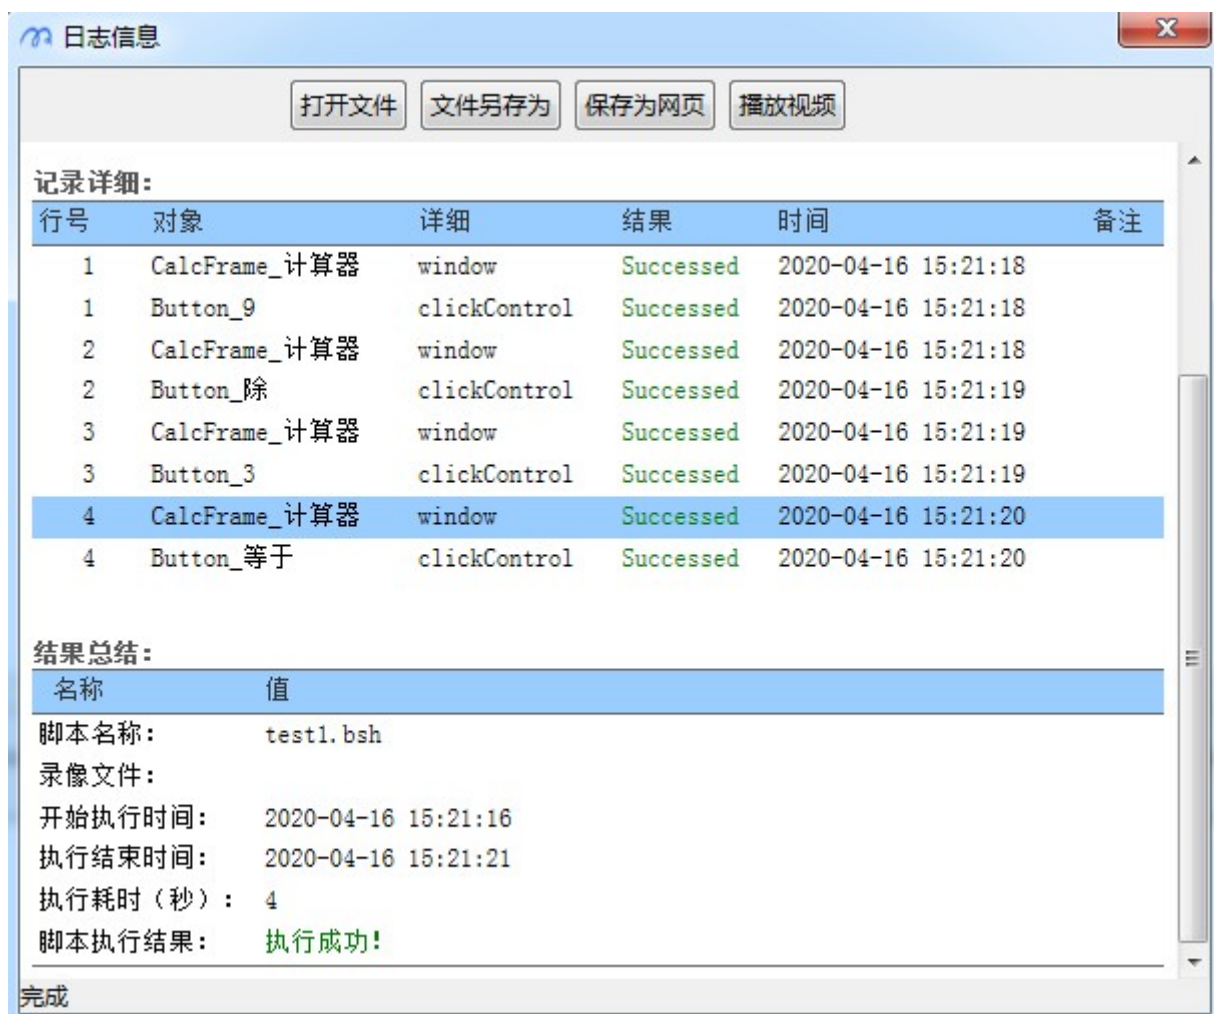 日志信息
打开文件 文件另存为 保存为网页 播放视频
记录详细:
行号 对象 详细 结果 时间 备注
1 CalcFrame_计算器 window Successed 2020-04-16 15:21:18
1 Button_9 clickControl Successed 2020-04-16 15:21:18
2 CalcFrame_计算器 window Successed 2020-04-16 15:21:18
2 Button_除 clickControl Successed 2020-04-16 15:21:19
3 CalcFrame_计算器 window Successed 2020-04-16 15:21:19
3 Button_3 clickControl Successed 2020-04-16 15:21:19
4 CalcFrame_计算器 window Successed 2020-04-16 15:21:20
4 Button_等于 clickControl Successed 2020-04-16 15:21:20
结果总结:
名称 值
脚本名称: test1.bsh
录像文件:
开始执行时间: 2020-04-16 15:21:16
执行结束时间: 2020-04-16 15:21:21
执行耗时（秒）: 4
脚本执行结果: 执行成功!
完成